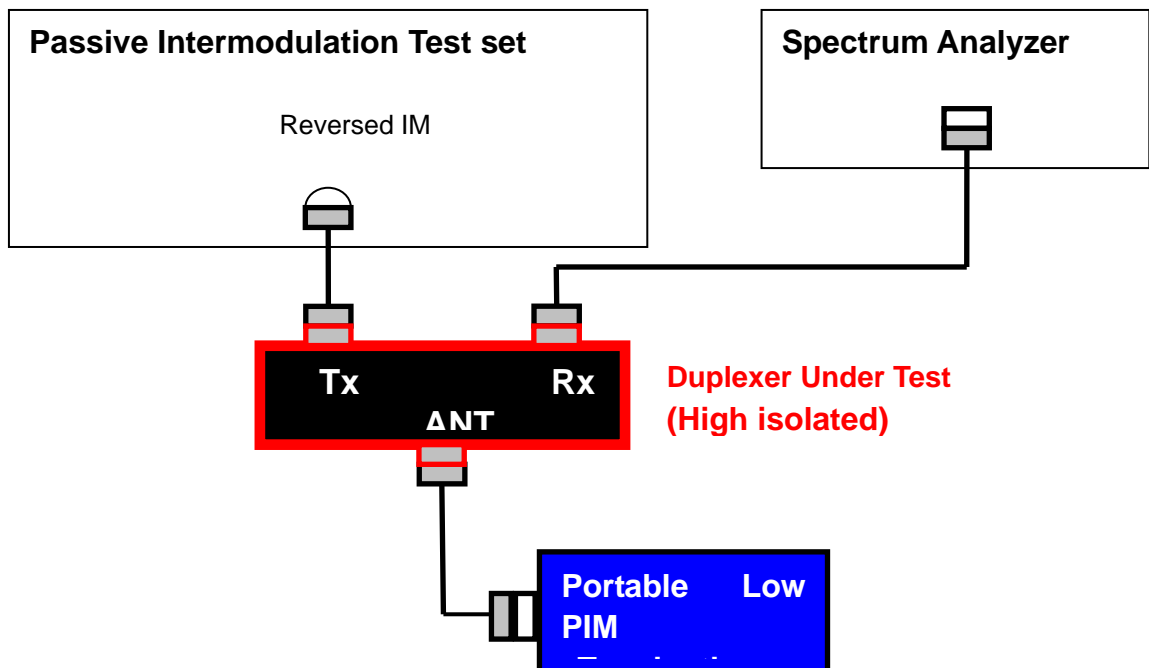 Passive Intermodulation Test set
Spectrum Analyzer
Reversed IM
Tx Rx
ANT
Duplexer Under Test
(High isolated)
Portable Low
PIM